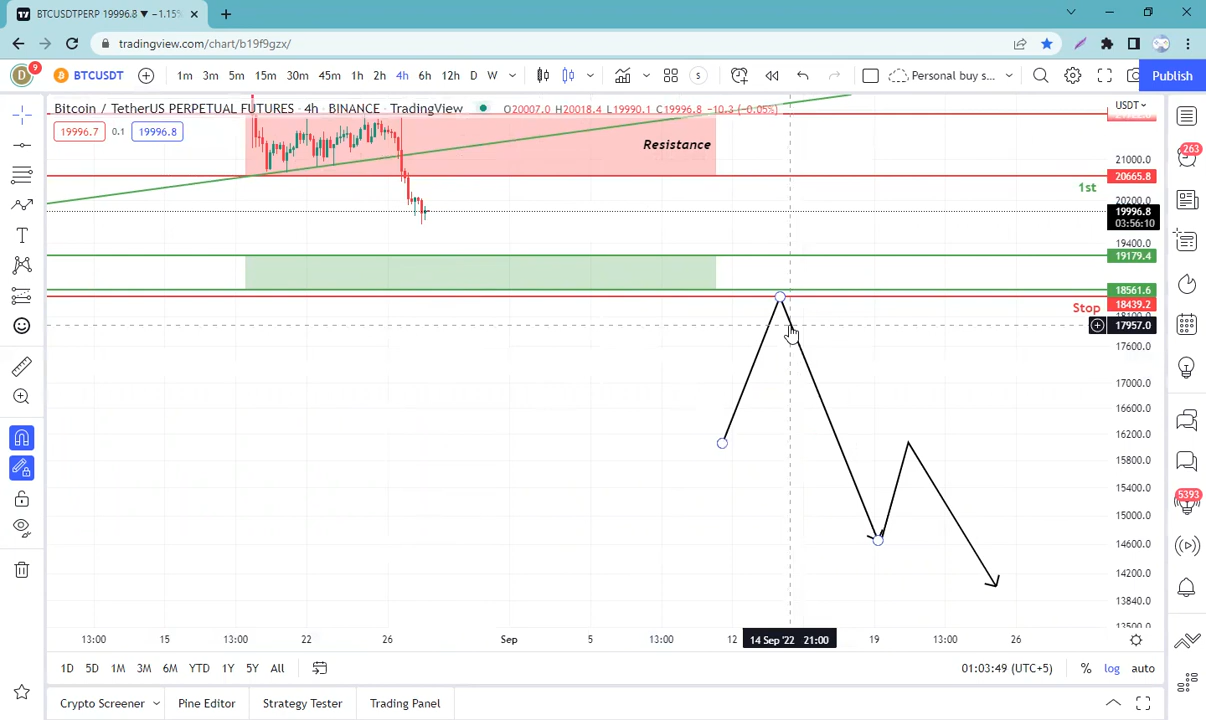 BTCUSDTPERP 19996.8 ▼ −1.15%
tradingview.com/chart/b19f9gzx/
D 9 BTCUSDT 1m 3m 5m 15m 30m 45m 1h 2h 4h 6h 12h D W S Personal buy s... Publish
Bitcoin / TetherUS PERPETUAL FUTURES · 4h · BINANCE · TradingView O20007.0 H20018.4 L19990.1 C19996.8 −10.3 (−0.05%) USDT
19996.7 0.1 19996.8
Resistance
21000.0
20665.8
1st
20200.0
19996.8
03:56:10
19400.0
19179.4
18561.6
18439.2
Stop
17957.0
17600.0
17000.0
16600.0
16200.0
15800.0
15400.0
15000.0
14600.0
14200.0
13840.0
13500.0
263
5393
13:00 15 13:00 22 26 Sep 5 13:00 12 14 Sep '22 21:00 19 13:00 26
1D 5D 1M 3M 6M YTD 1Y 5Y All 01:03:49 (UTC+5) % log auto
Crypto Screener Pine Editor Strategy Tester Trading Panel